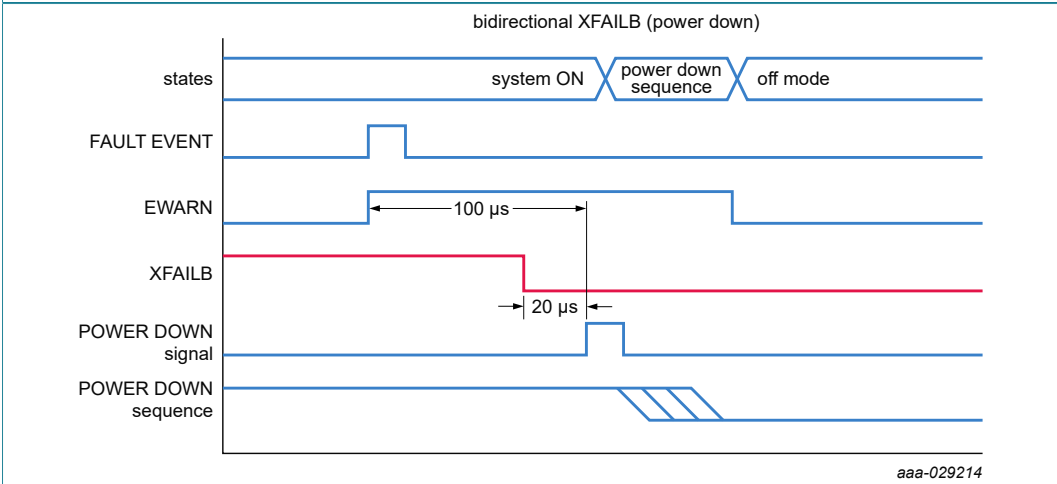 bidirectional XFAILB (power down)
states
system ON
power down
sequence
off mode
FAULT EVENT
EWARN
100 µs
XFAILB
20 µs
POWER DOWN
signal
POWER DOWN
sequence
aaa-029214